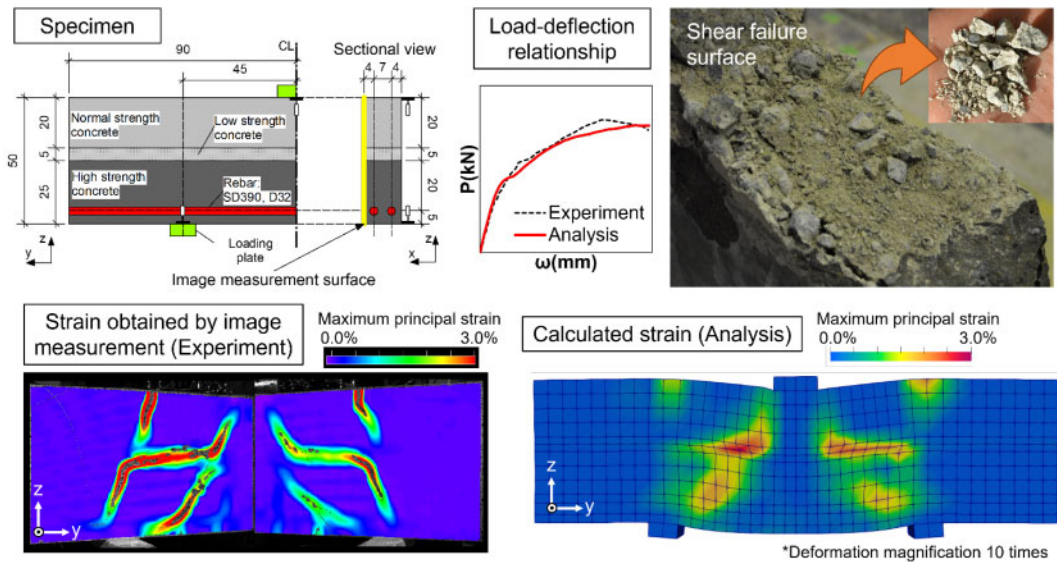 Specimen
90
CL
45
Sectional view
4 7 4
Normal strength
concrete
Low strength
concrete
High strength
concrete
Rebar:
SD390, D32
50
20
5
25
20
5
20
5
Loading
plate
z
y
z
x
Image measurement surface
Load-deflection
relationship
P(kN)
Experiment
Analysis
ω(mm)
Shear failure
surface
Strain obtained by image
measurement (Experiment)
Maximum principal strain
0.0% 3.0%
z
y
Calculated strain (Analysis)
Maximum principal strain
0.0% 3.0%
z
y
*Deformation magnification 10 times